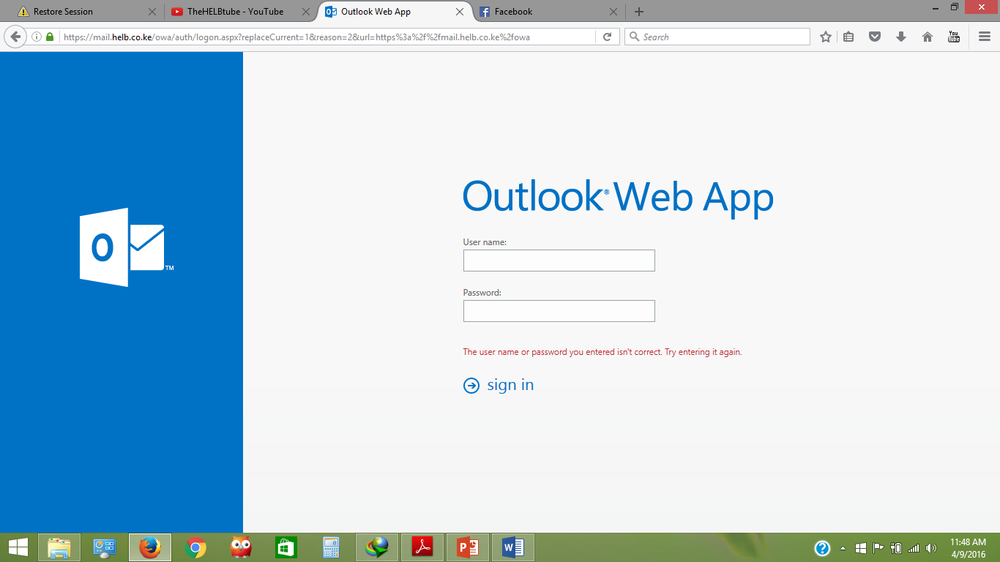 Restore Session
TheHELBtube - YouTube
Outlook Web App
Facebook
https://mail.helb.co.ke/owa/auth/logon.aspx?replaceCurrent=1&reason=2&url=https%3a%2f%2fmail.helb.co.ke%2fowa
Search
You
Tube
Outlook® Web App
User name:
Password:
The user name or password you entered isn't correct. Try entering it again.
sign in
O
TM
11:48 AM
4/9/2016